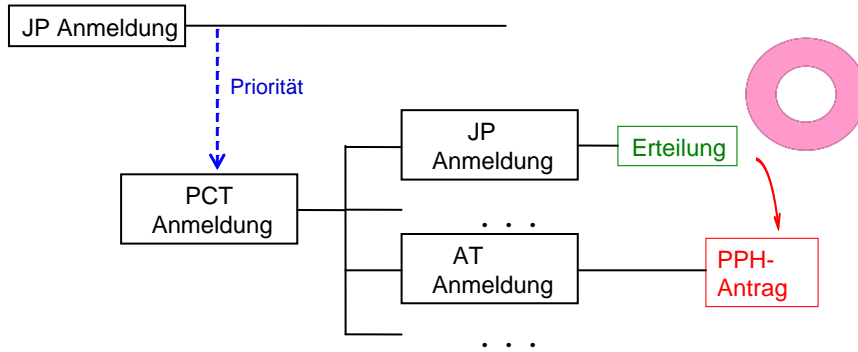 JP Anmeldung
Priorität
JP
Anmeldung
Erteilung
PCT
Anmeldung
. . .
AT
Anmeldung
PPH-
Antrag
. . .